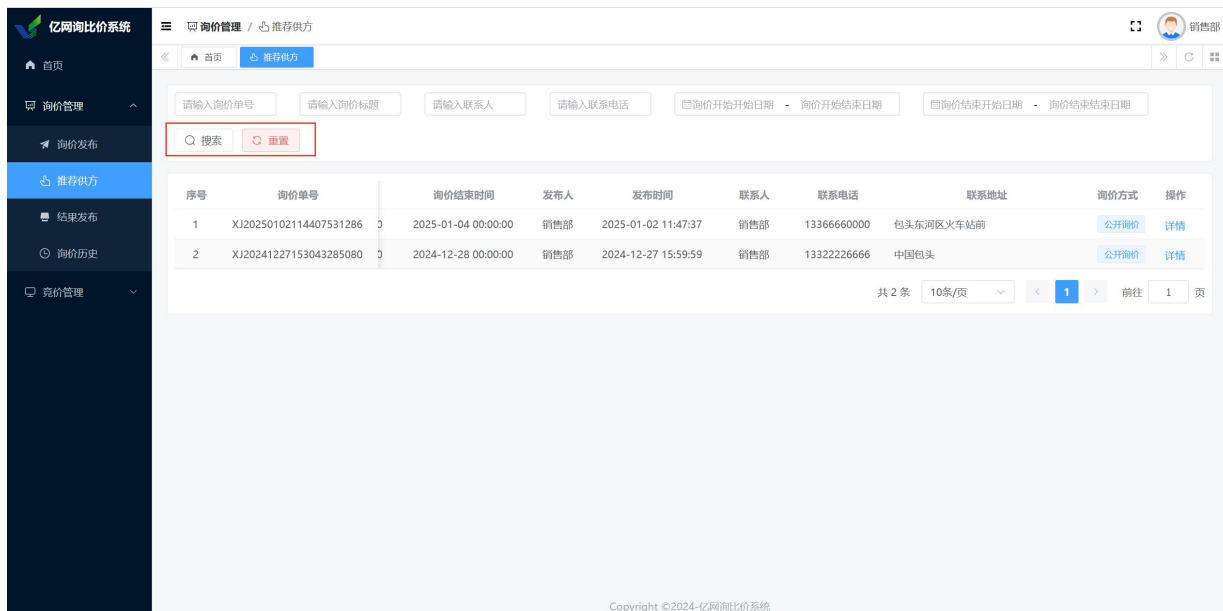 亿网询比价系统
询价管理 / 推荐供方
销售部
首页
推荐供方
首页
询价管理
询价发布
推荐供方
结果发布
询价历史
竞价管理
请输入询价单号 请输入询价标题 请输入联系人 请输入联系电话 询价开始开始日期 - 询价开始结束日期 询价结束开始日期 - 询价结束结束日期
搜索 重置
序号 询价单号 询价结束时间 发布人 发布时间 联系人 联系电话 联系地址 询价方式 操作
1 XJ20250102114407531286 0 2025-01-04 00:00:00 销售部 2025-01-02 11:47:37 销售部 13366660000 包头东河区火车站前 公开询价 详情
2 XJ20241227153043285080 0 2024-12-28 00:00:00 销售部 2024-12-27 15:59:59 销售部 13322226666 中国包头 公开询价 详情
共 2 条 10条/页 < 1 > 前往 1 页
Copyright ©2024-亿网询比价系统